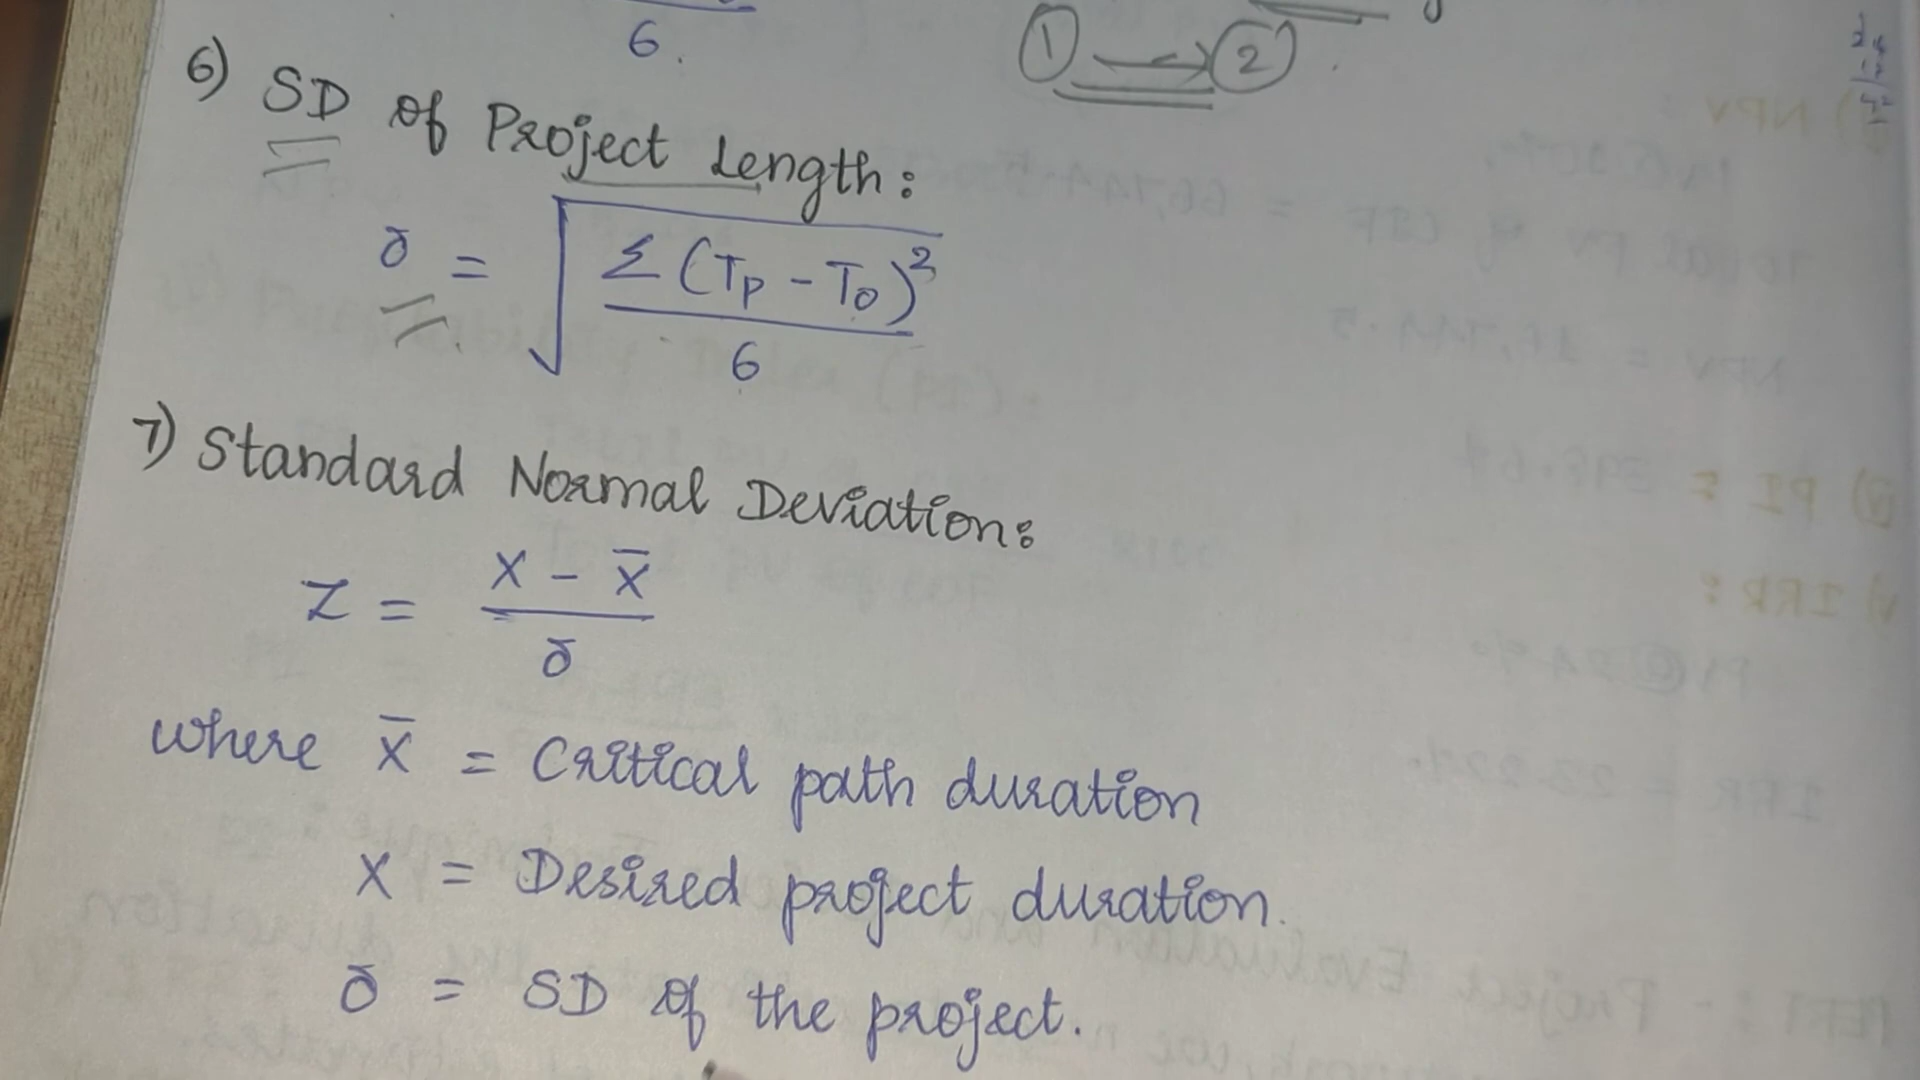 6.
1 → 2
6) SD of Project Length:
σ = √ Σ (Tp - To)²
6
7) Standard Normal Deviation:
Z = X - X̄
σ
where X̄ = Critical path duration
X = Desired project duration.
σ = SD of the project.